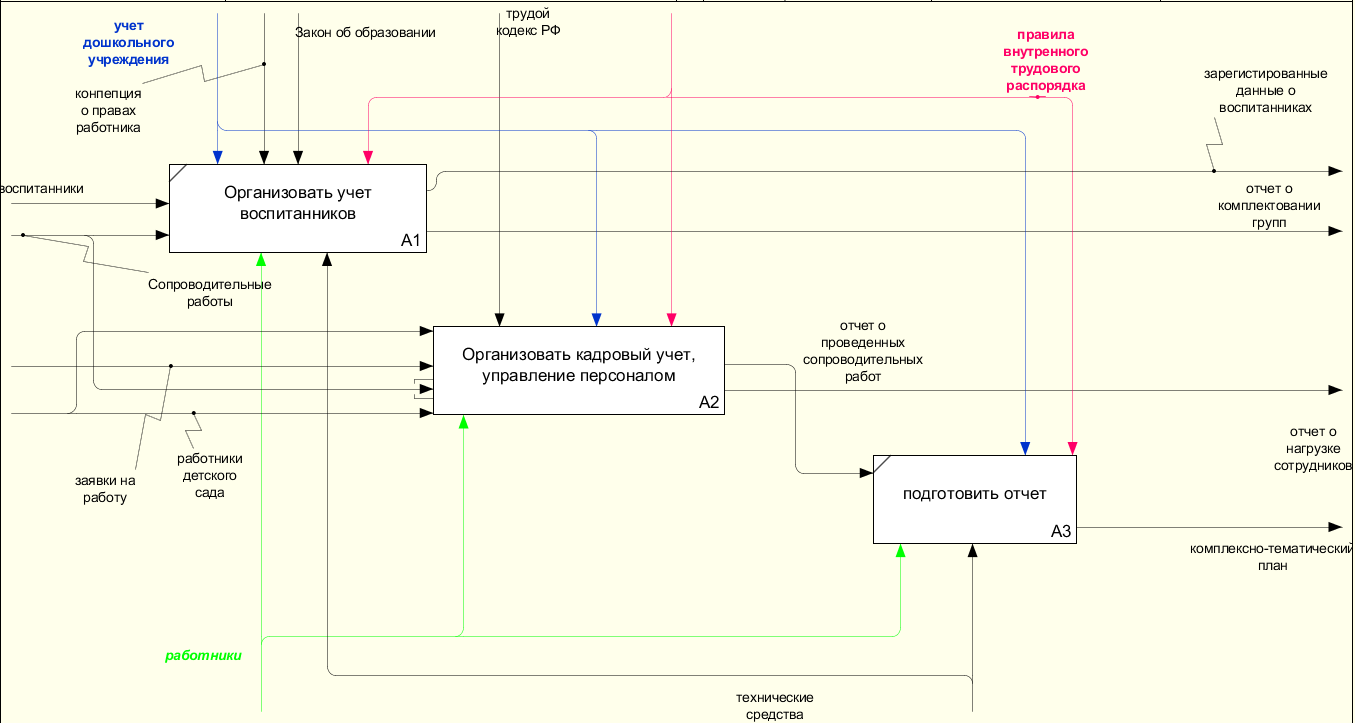 учет
дошкольного
учреждения
Закон об образовании
трудой
кодекс РФ
правила
внутренного
трудового
распорядка
зарегистированные
данные о
воспитанниках
конпепция
о правах
работника
воспитанники
Организовать учет
воспитанников
A1
отчет о
комплектовании
групп
Сопроводительные
работы
Организовать кадровый учет,
управление персоналом
A2
отчет о
проведенных
сопроводительных
работ
отчет о
нагрузке
сотрудников
работники
детского
сада
заявки на
работу
подготовить отчет
A3
комплексно-тематический
план
работники
технические
средства